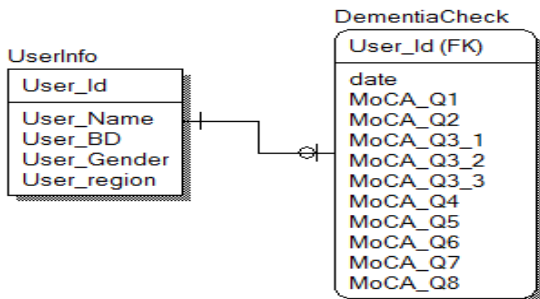 UserInfo
User_Id
User_Name
User_BD
User_Gender
User_region
DementiaCheck
User_Id (FK)
date
MoCA_Q1
MoCA_Q2
MoCA_Q3_1
MoCA_Q3_2
MoCA_Q3_3
MoCA_Q4
MoCA_Q5
MoCA_Q6
MoCA_Q7
MoCA_Q8